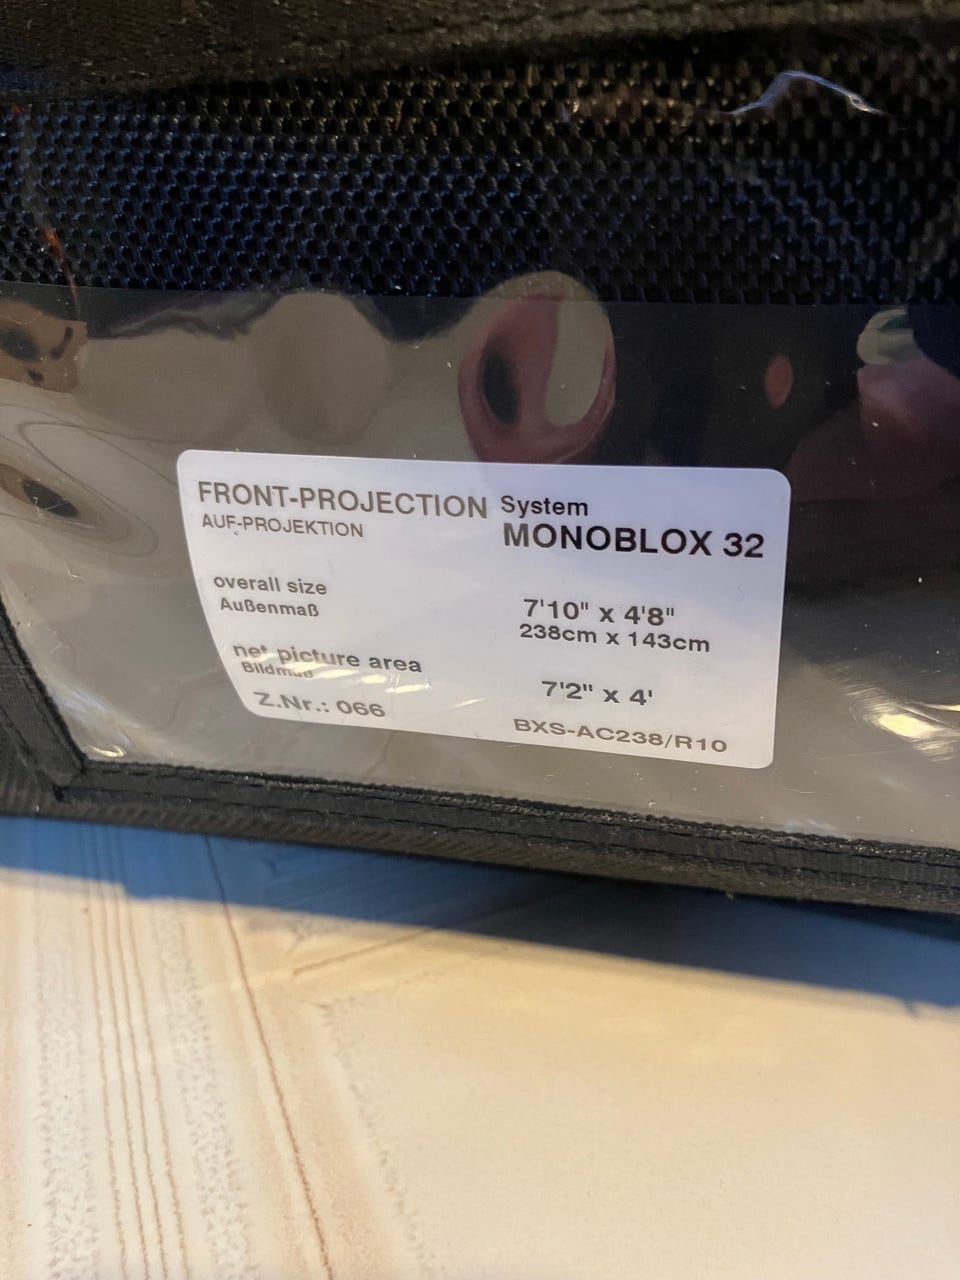 FRONT-PROJECTION System
AUF-PROJEKTION MONOBLOX 32
overall size 7'10" x 4'8"
Außenmaß 238cm x 143cm
net picture area 7'2" x 4'
Bildmaß
Z.Nr.: 066 BXS-AC238/R10